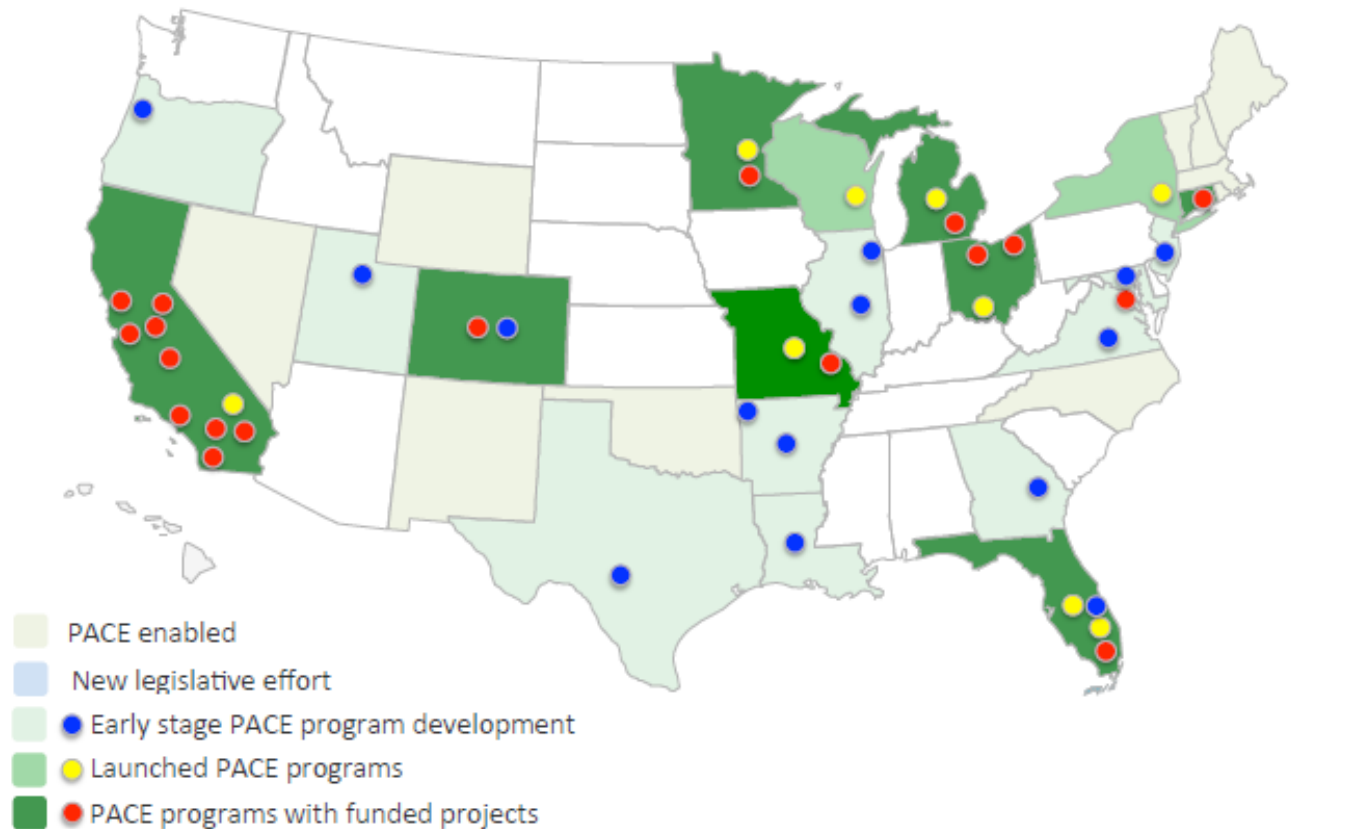 PACE enabled
New legislative effort
Early stage PACE program development
Launched PACE programs
PACE programs with funded projects